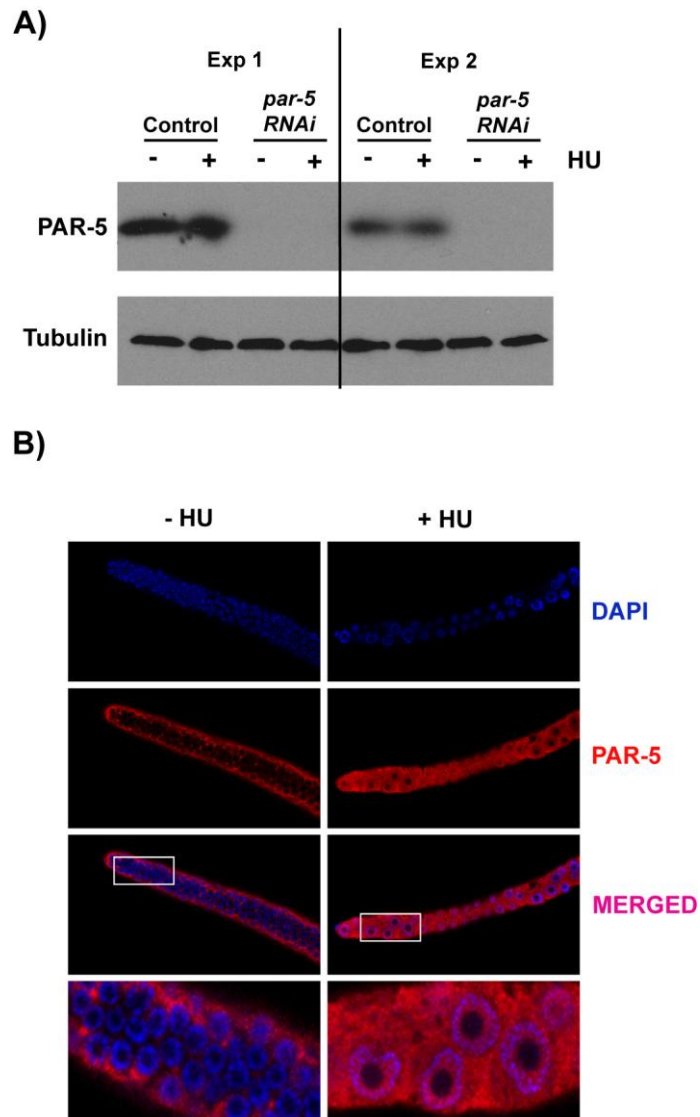 A)
Exp 1 Exp 2
Control par-5 RNAi Control par-5 RNAi
- + - + - + - + HU
PAR-5
Tubulin
B)
- HU + HU
DAPI
PAR-5
MERGED